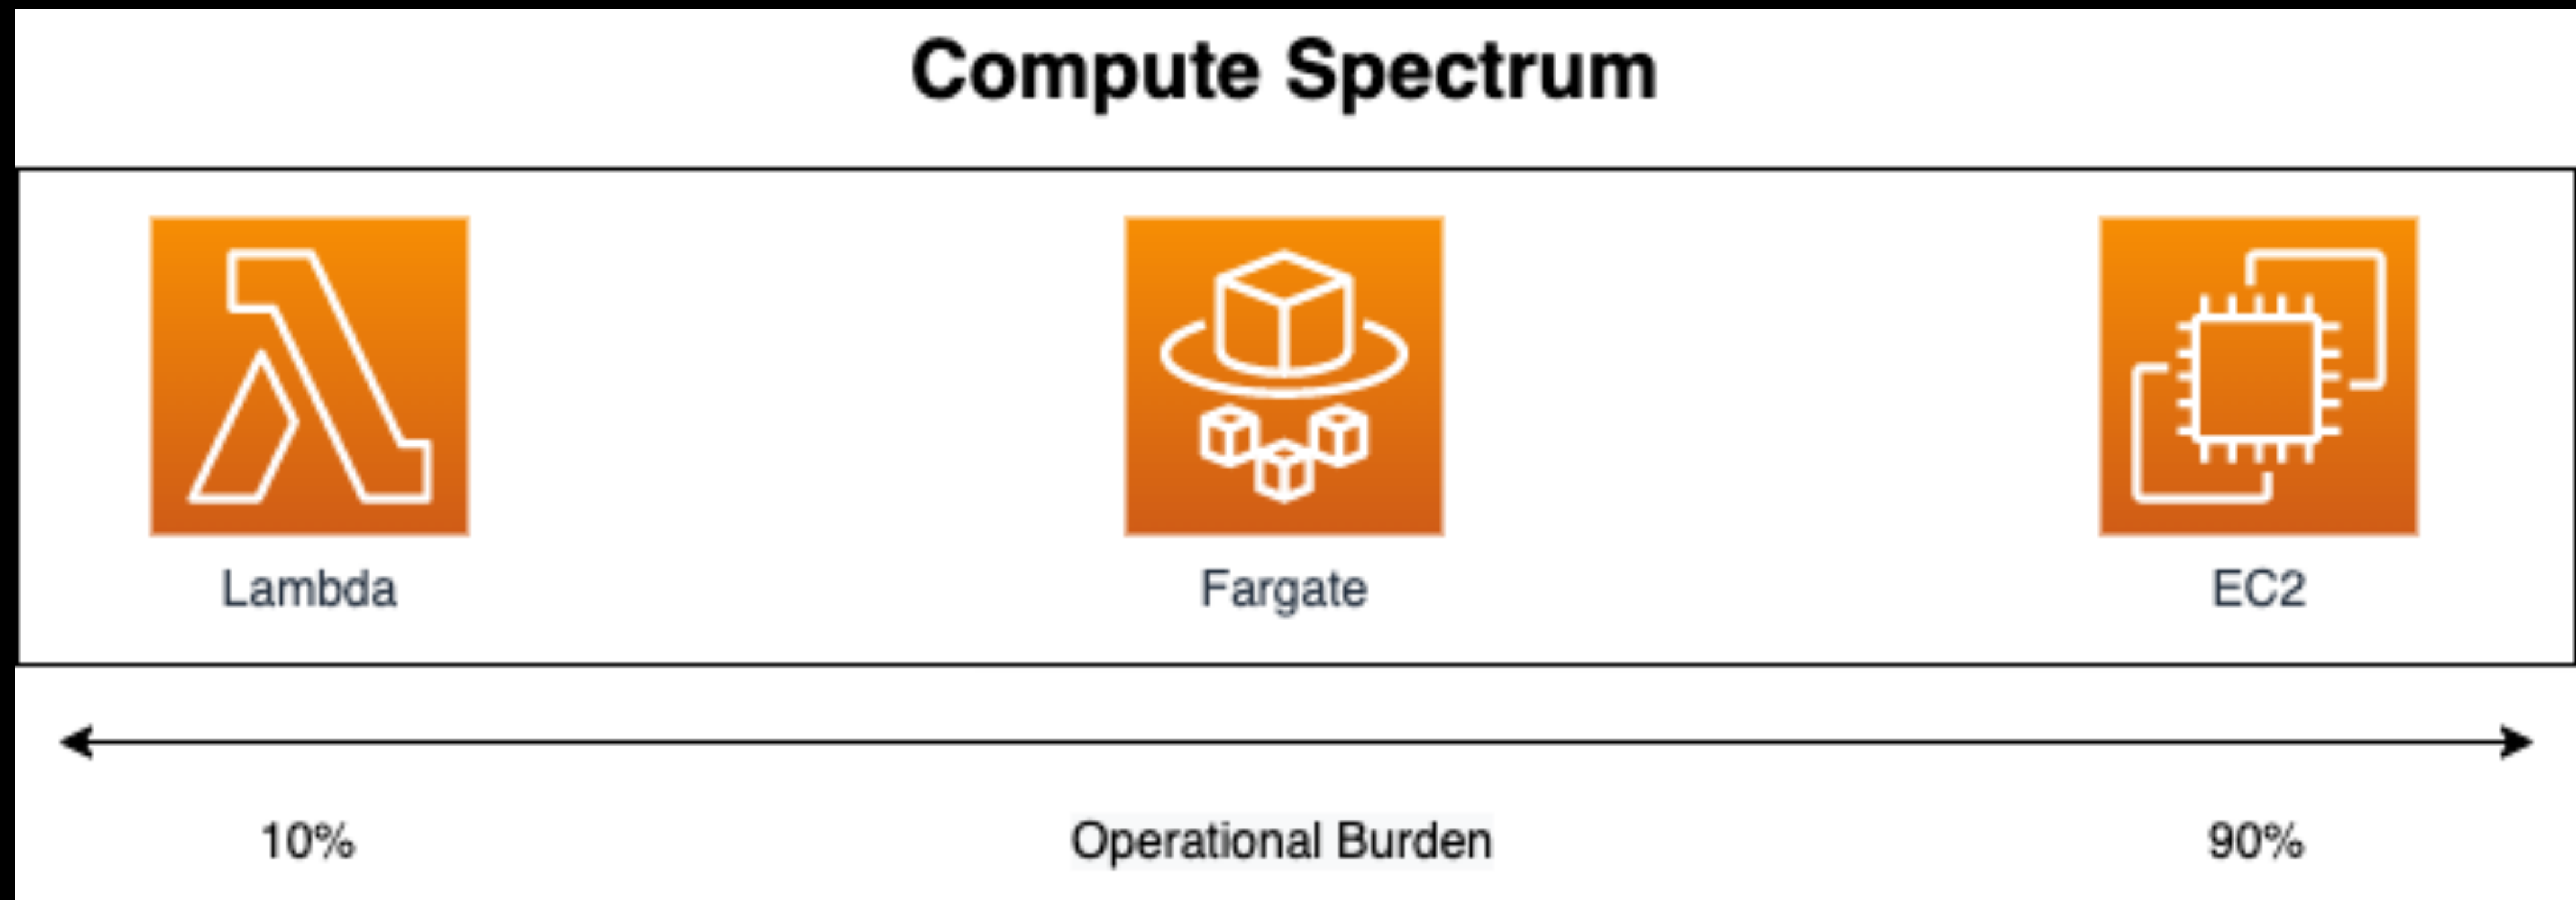 Compute Spectrum
Lambda Fargate EC2
10% Operational Burden 90%